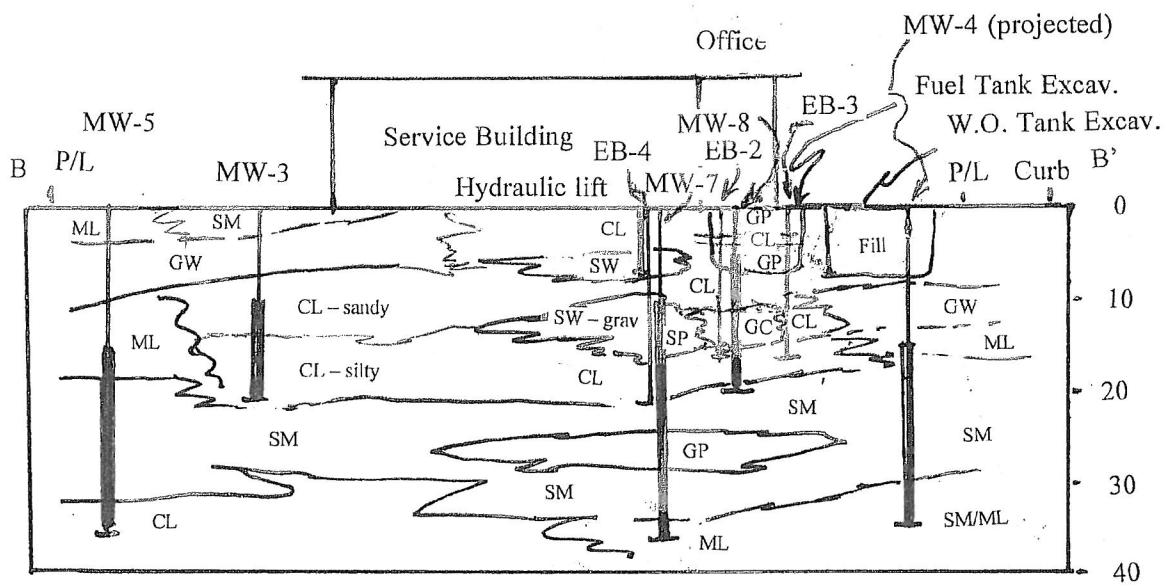 Office
MW-4 (projected)
Fuel Tank Excav.
EB-3
W.O. Tank Excav.
MW-5
MW-8
Service Building
EB-4
EB-2
B
P/L
MW-3
Hydraulic lift
MW-7
P/L
Curb
B'
0
ML
SM
CL
GP
CL
GP
Fill
GW
SW
CL
10
CL – sandy
SW – grav
SP
GC
CL
GW
ML
ML
CL – silty
CL
20
SM
SM
SM
GP
SM
30
CL
ML
SM/ML
40